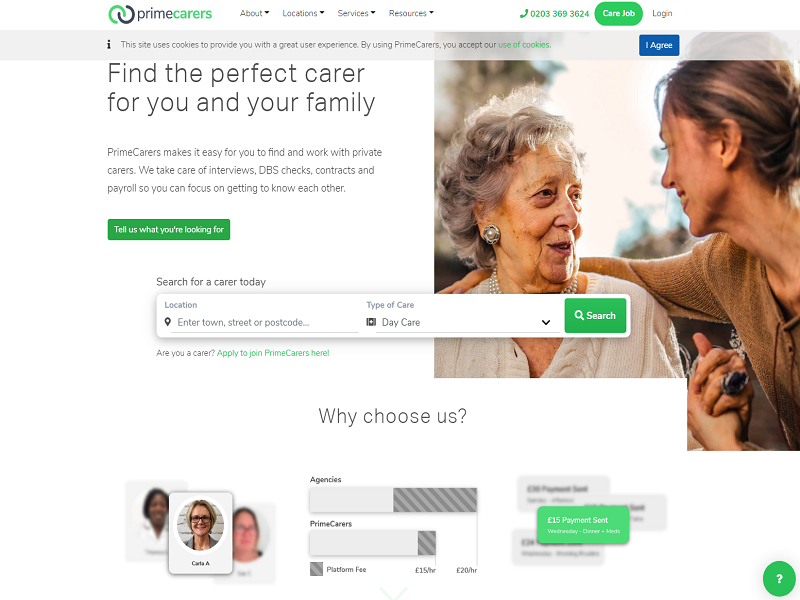 primecarers
About
Locations
Services
Resources
0203 369 3624
Care Job
Login
This site uses cookies to provide you with a great user experience. By using PrimeCarers, you accept our use of cookies.
I Agree
Find the perfect carer
for you and your family
PrimeCarers makes it easy for you to find and work with private
carers. We take care of interviews, DBS checks, contracts and
payroll so you can focus on getting to know each other.
Tell us what you're looking for
Search for a carer today
Location
Type of Care
Enter town, street or postcode...
Day Care
Search
Are you a carer? Apply to join PrimeCarers here!
Why choose us?
Agencies
PrimeCarers
Platform Fee
£15/hr
£20/hr
Carla A
£30 Payment Sent
£15 Payment Sent
Wednesday - Dinner + Meds
?